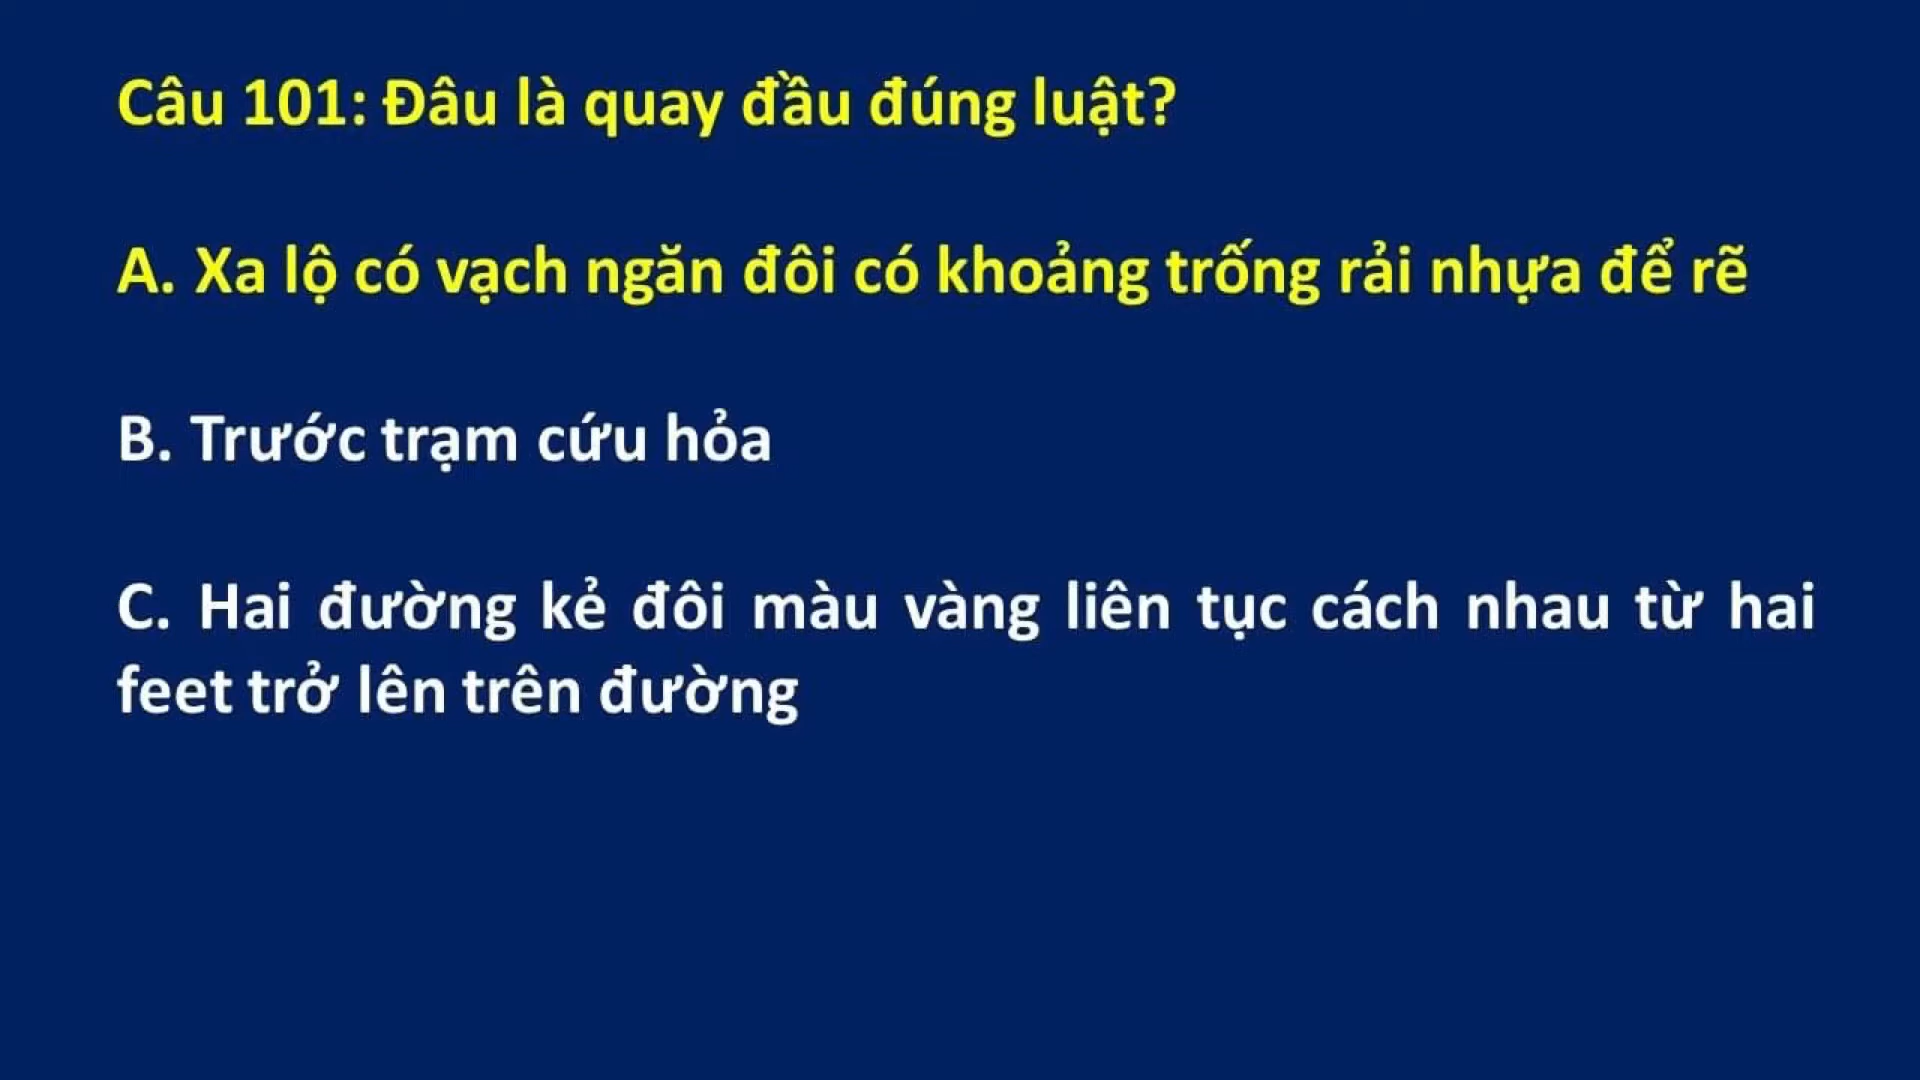 Câu 101: Đâu là quay đầu đúng luật?
A. Xa lộ có vạch ngăn đôi có khoảng trống rải nhựa để rẽ
B. Trước trạm cứu hỏa
C. Hai đường kẻ đôi màu vàng liên tục cách nhau từ hai
feet trở lên trên đường